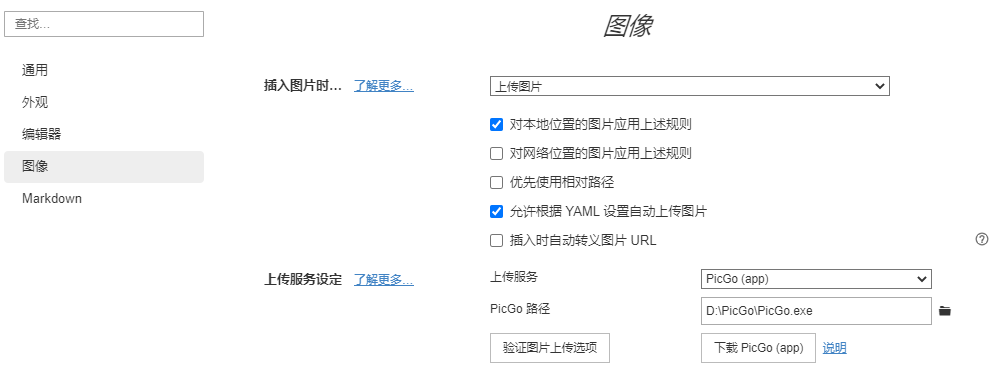 查找...
图像
通用
外观
编辑器
图像
Markdown
插入图片时... 了解更多... 上传图片
对本地位置的图片应用上述规则
对网络位置的图片应用上述规则
优先使用相对路径
允许根据 YAML 设置自动上传图片
插入时自动转义图片 URL ?
上传服务设定 了解更多... 上传服务 PicGo (app)
PicGo 路径 D:\PicGo\PicGo.exe
验证图片上传选项 下载 PicGo (app) 说明